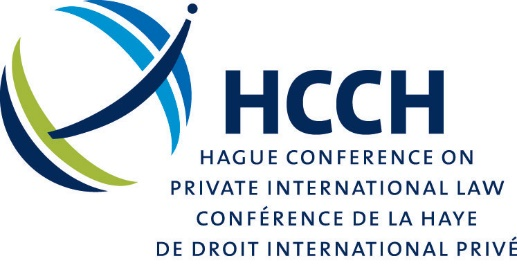 HCCH
HAGUE CONFERENCE ON
PRIVATE INTERNATIONAL LAW
CONFÉRENCE DE LA HAYE
DE DROIT INTERNATIONAL PRIVÉ